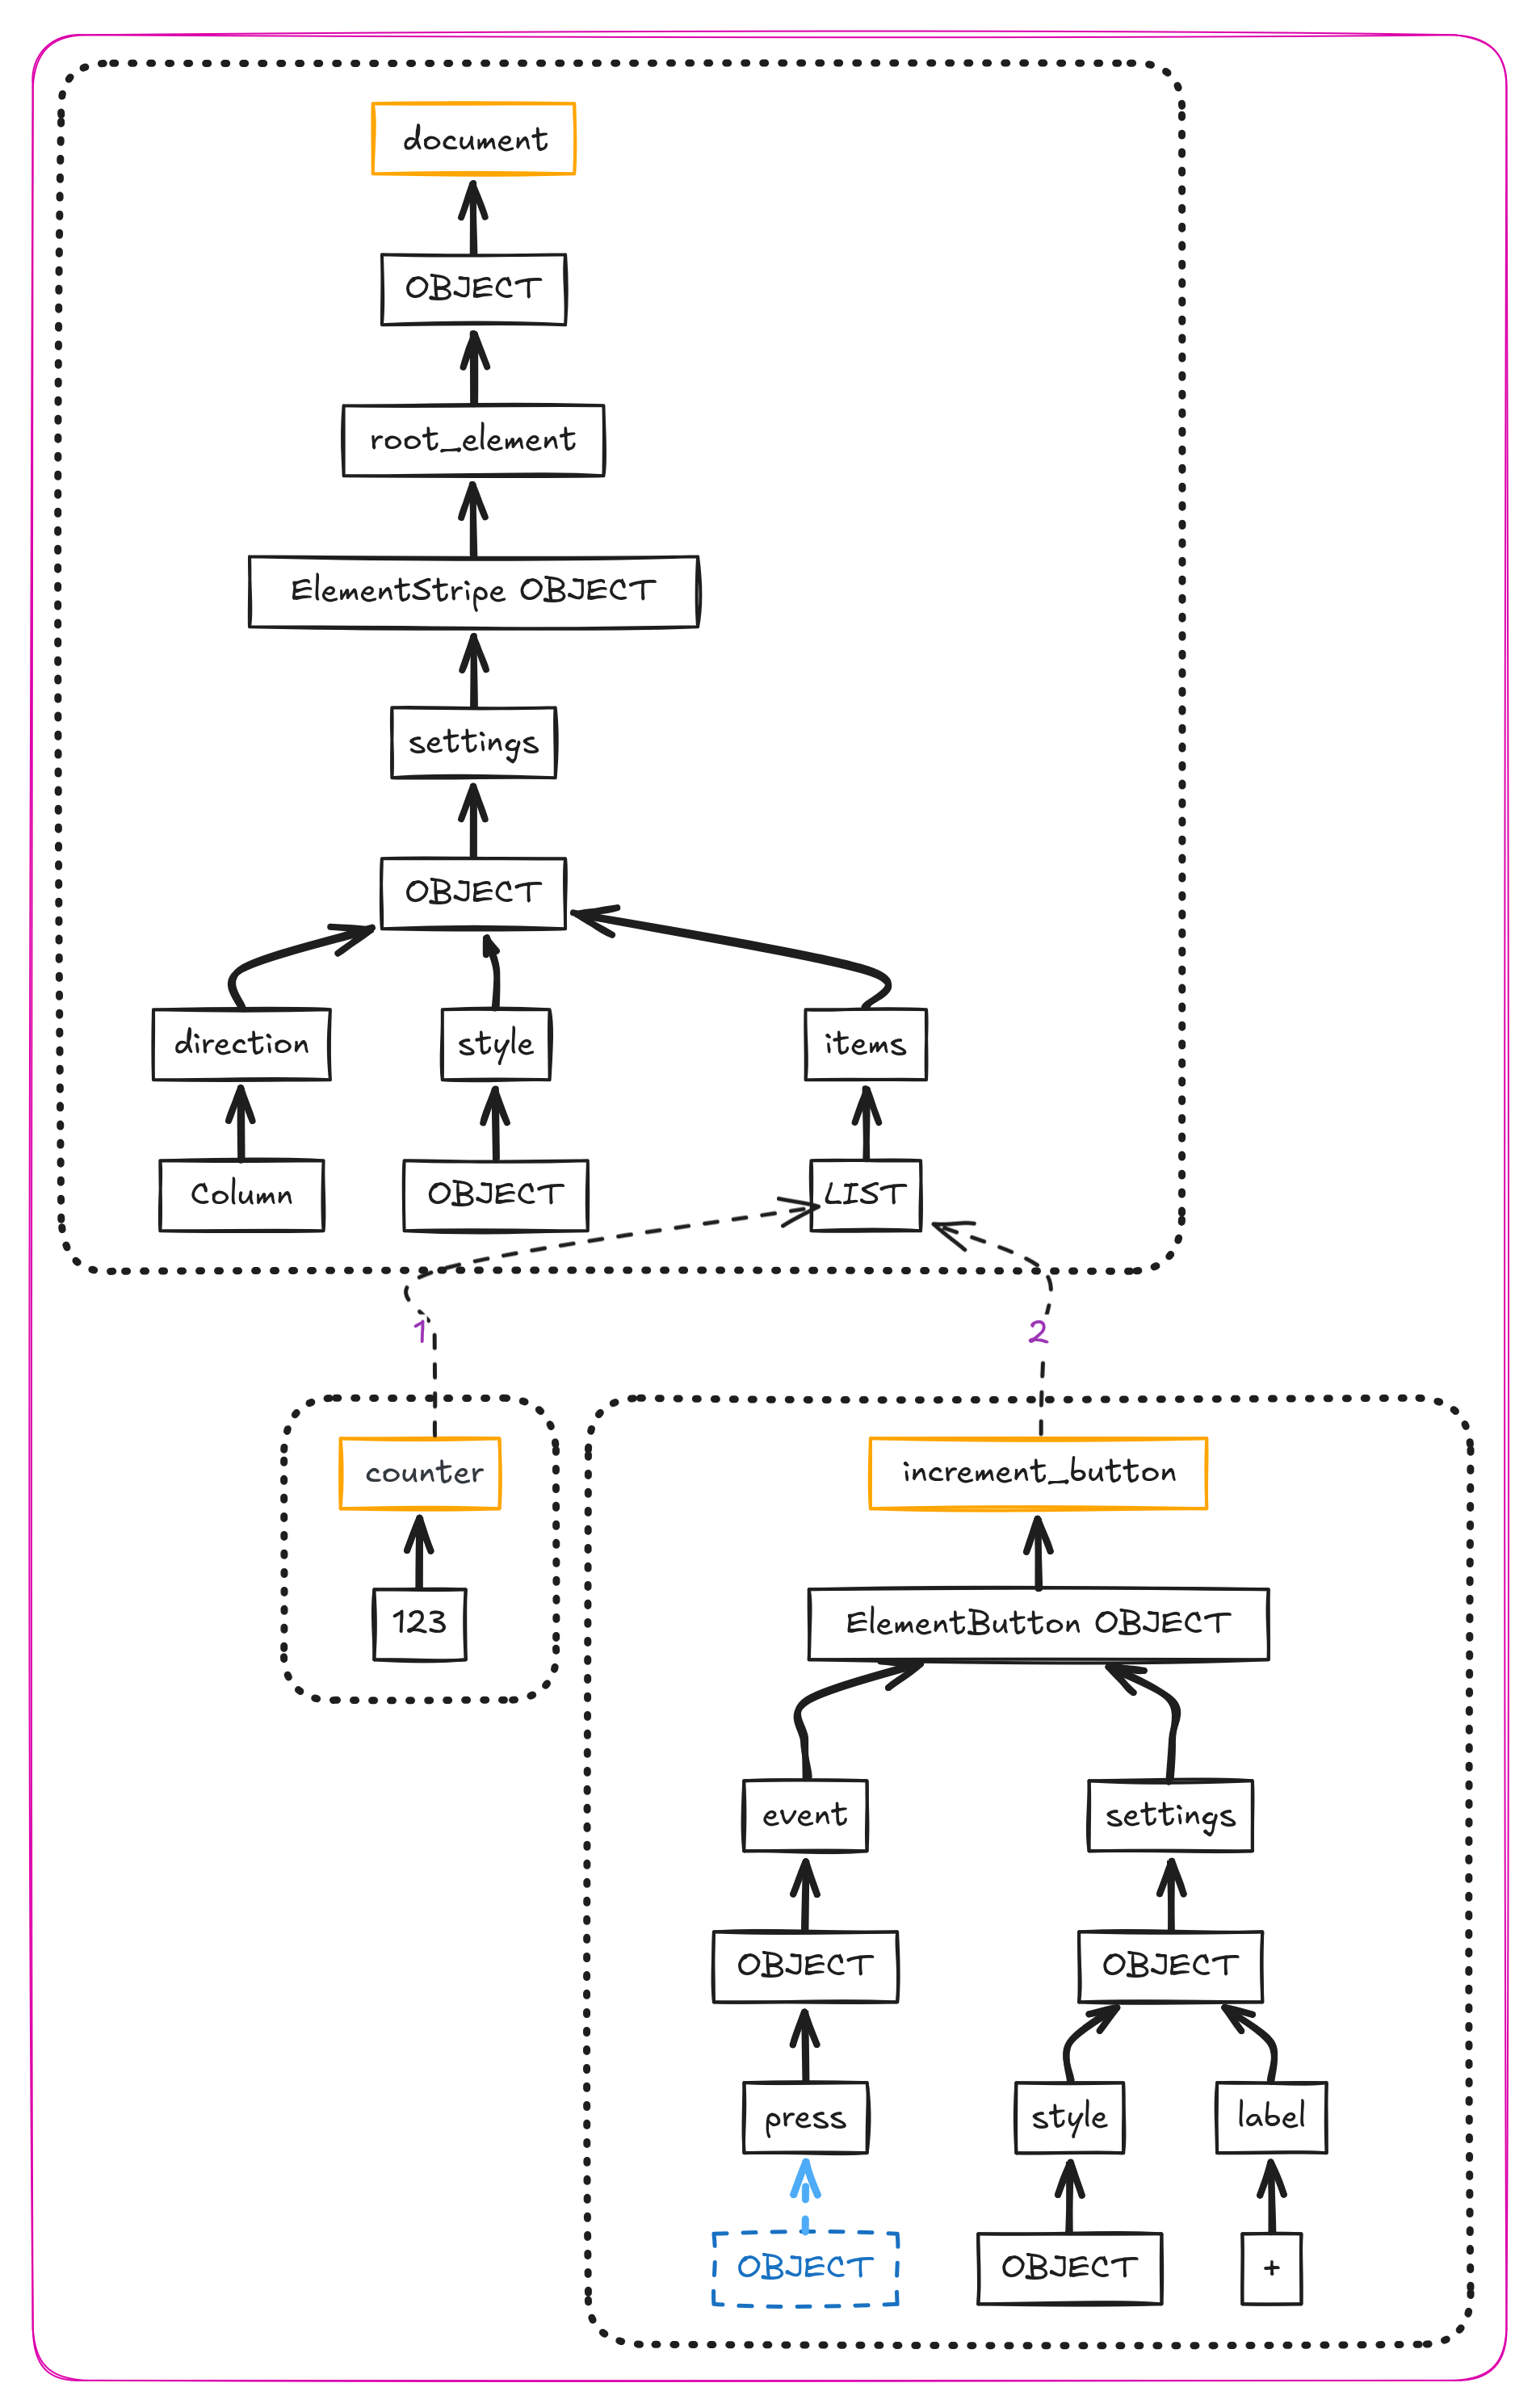 document
OBJECT
root_element
ElementStripe OBJECT
settings
OBJECT
direction
style
items
Column
OBJECT
LIST
1
2
counter
increment_button
123
ElementButton OBJECT
event
settings
OBJECT
OBJECT
press
style
label
OBJECT
OBJECT
+